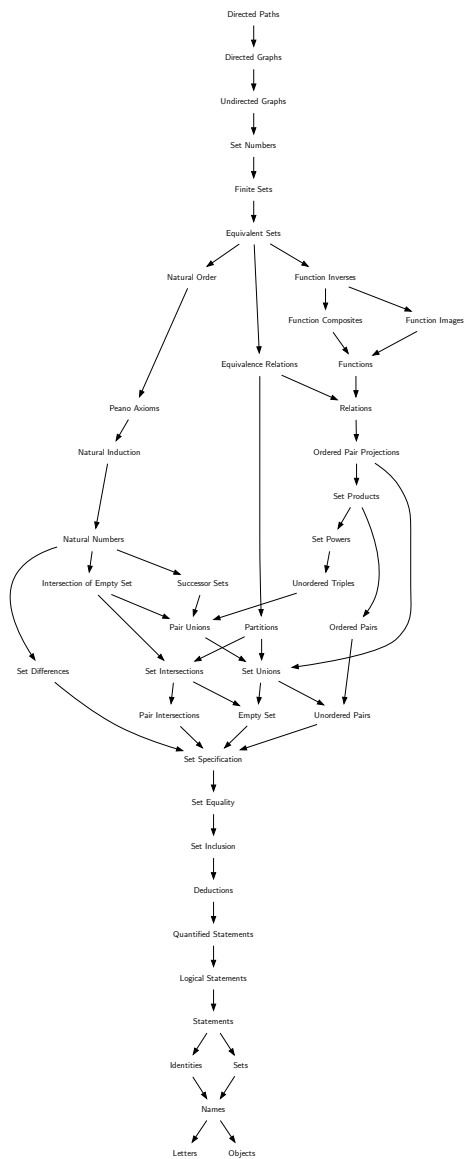 Directed Paths
Directed Graphs
Undirected Graphs
Set Numbers
Finite Sets
Equivalent Sets
Natural Order
Function Inverses
Function Composites
Function Images
Equivalence Relations
Functions
Peano Axioms
Relations
Natural Induction
Ordered Pair Projections
Set Products
Natural Numbers
Set Powers
Intersection of Empty Set
Successor Sets
Unordered Triples
Pair Unions
Partitions
Ordered Pairs
Set Differences
Set Intersections
Set Unions
Pair Intersections
Empty Set
Unordered Pairs
Set Specification
Set Equality
Set Inclusion
Deductions
Quantified Statements
Logical Statements
Statements
Identities
Sets
Names
Letters
Objects